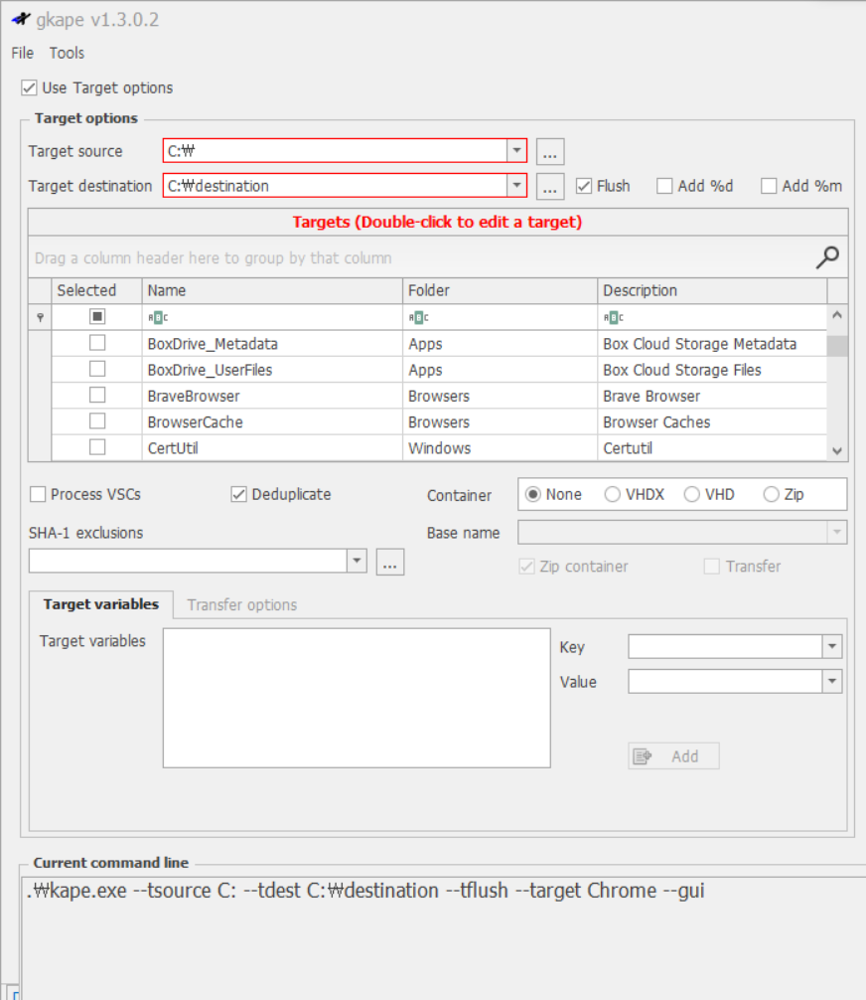 gkape v1.3.0.2
File Tools
Use Target options
Target options
Target source C:₩ ...
Target destination C:₩destination ... Flush Add %d Add %m
Targets (Double-click to edit a target)
Drag a column header here to group by that column
Selected Name Folder Description
ABC ABC ABC
BoxDrive_Metadata Apps Box Cloud Storage Metadata
BoxDrive_UserFiles Apps Box Cloud Storage Files
BraveBrowser Browsers Brave Browser
BrowserCache Browsers Browser Caches
CertUtil Windows Certutil
Process VSCs Deduplicate Container None VHDX VHD Zip
SHA-1 exclusions Base name
... Zip container Transfer
Target variables Transfer options
Target variables Key
Value
Add
Current command line
.₩kape.exe --tsource C: --tdest C:₩destination --tflush --target Chrome --gui